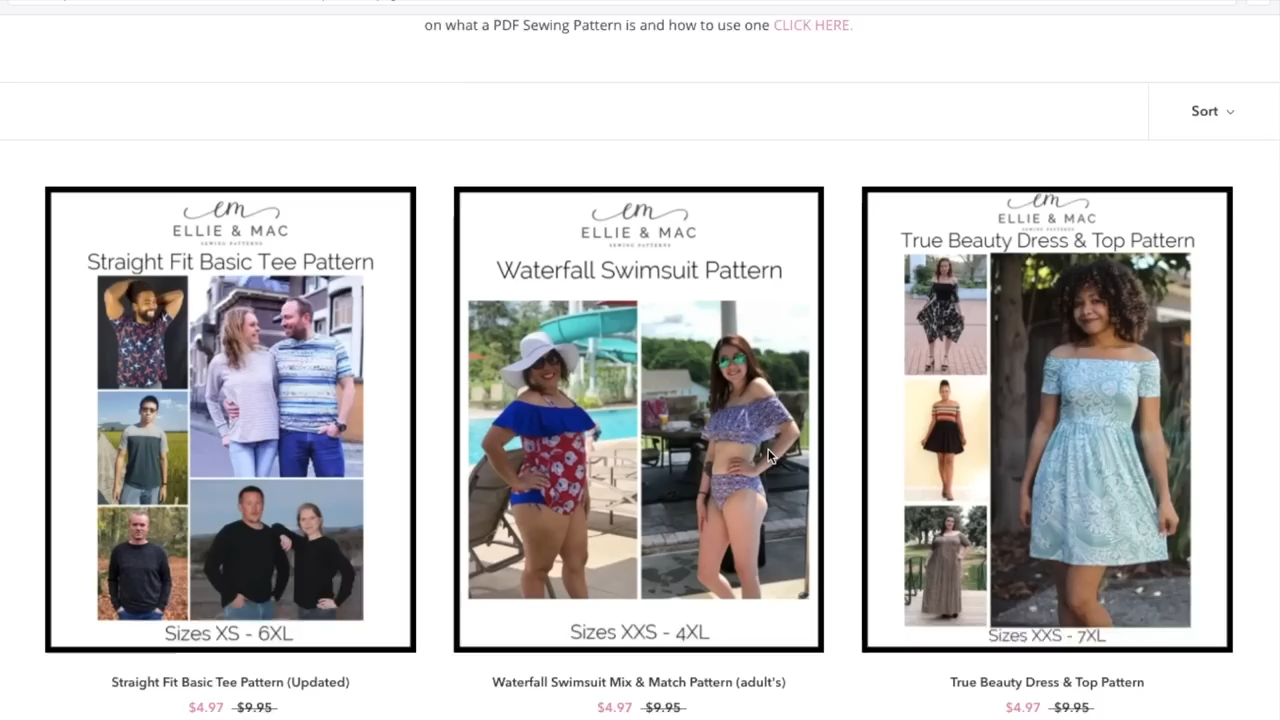 on what a PDF Sewing Pattern is and how to use one CLICK HERE.
Sort
em
ELLIE & MAC
SEWING PATTERNS
Straight Fit Basic Tee Pattern
Sizes XS - 6XL
Straight Fit Basic Tee Pattern (Updated)
$4.97 $9.95
em
ELLIE & MAC
SEWING PATTERNS
Waterfall Swimsuit Pattern
Sizes XXS - 4XL
Waterfall Swimsuit Mix & Match Pattern (adult's)
$4.97 $9.95
em
ELLIE & MAC
SEWING PATTERNS
True Beauty Dress & Top Pattern
Sizes XXS - 7XL
True Beauty Dress & Top Pattern
$4.97 $9.95